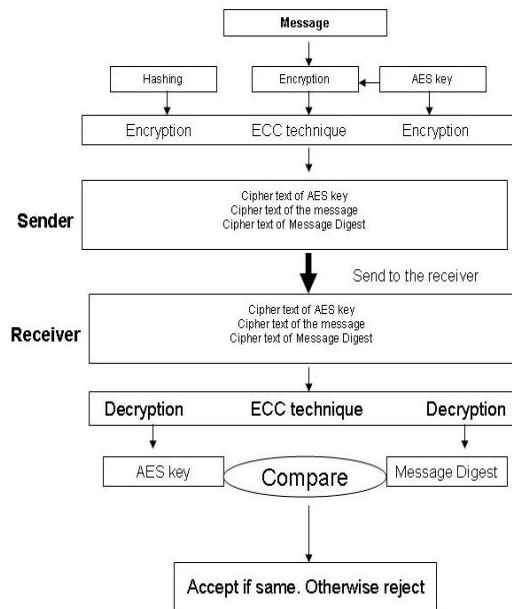 Message
Hashing
Encryption
AES key
Encryption ECC technique Encryption
Sender
Cipher text of AES key
Cipher text of the message
Cipher text of Message Digest
Send to the receiver
Receiver
Cipher text of AES key
Cipher text of the message
Cipher text of Message Digest
Decryption ECC technique Decryption
AES key
Compare
Message Digest
Accept if same. Otherwise reject